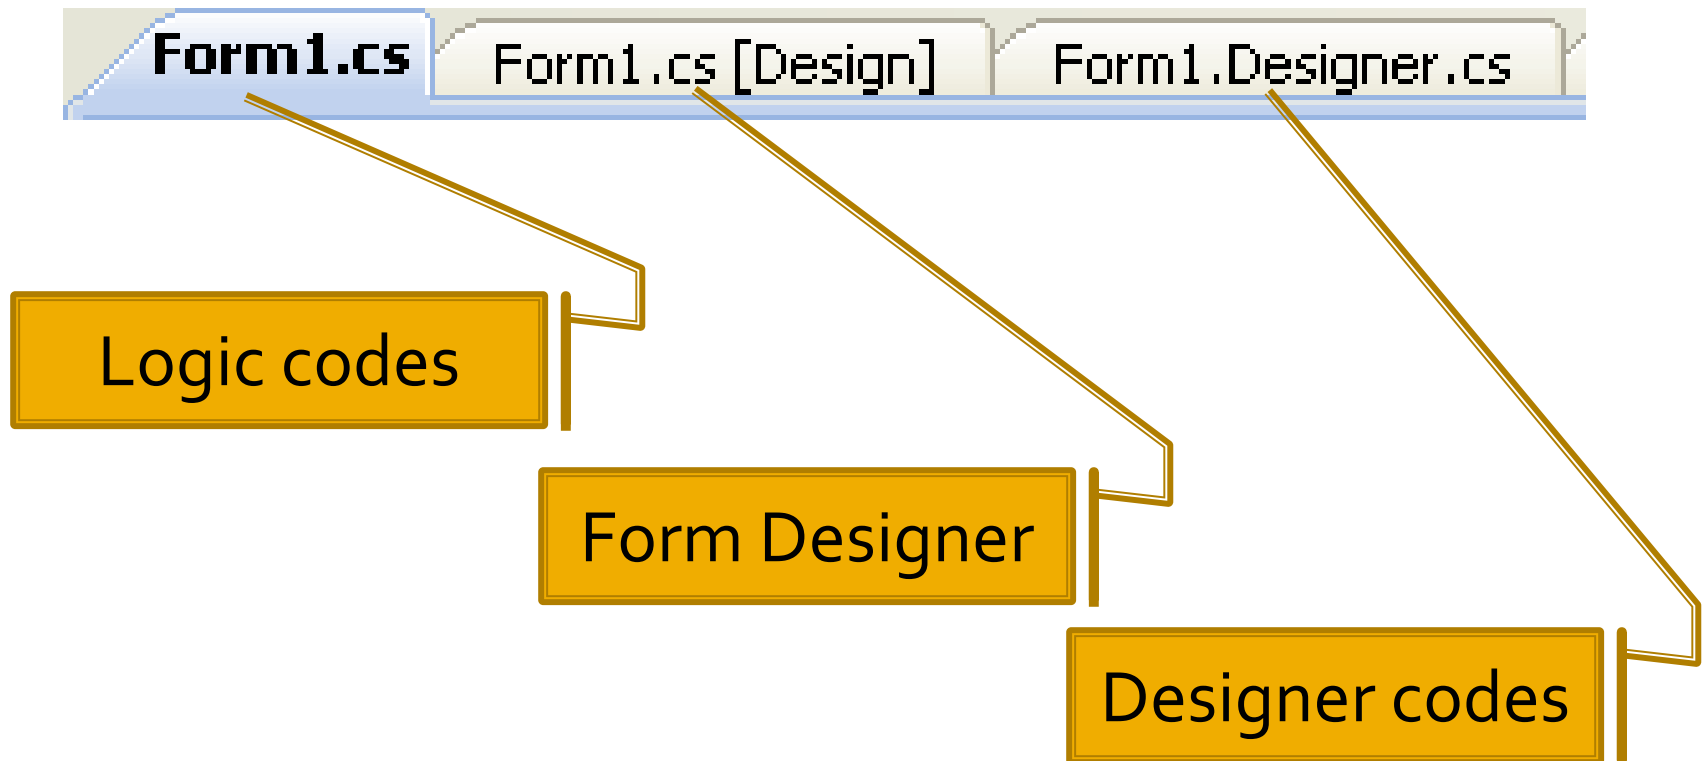 Form1.cs Form1.cs [Design] Form1.Designer.cs
Logic codes
Form Designer
Designer codes